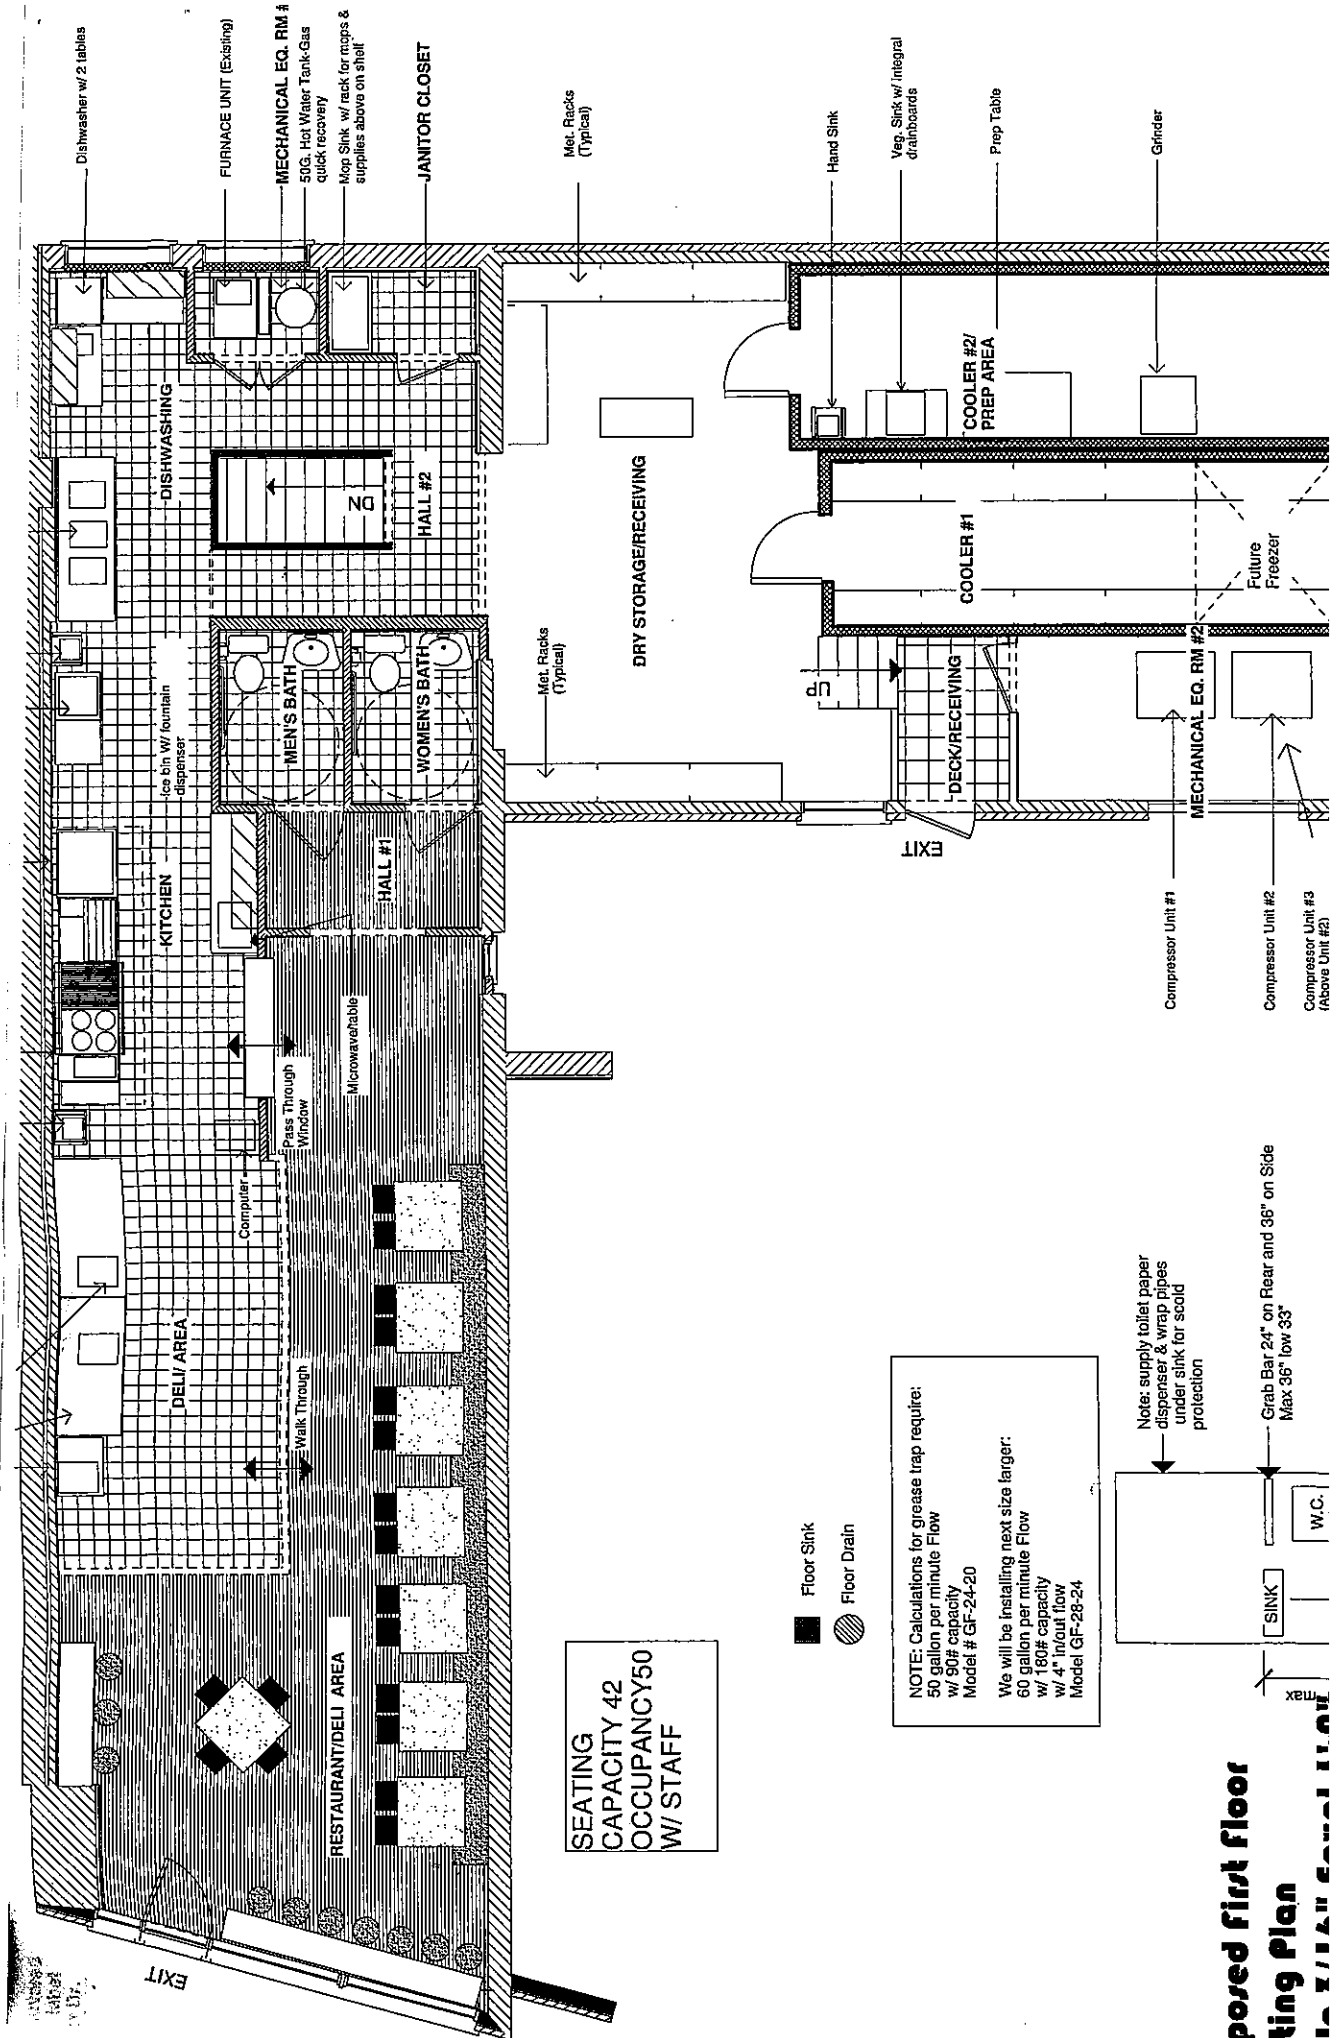 Dishwasher w/ 2 tables
FURNACE UNIT (Existing)
MECHANICAL EQ. RM #
50G. Hot Water Tank-Gas
quick recovery
Mop Sink w/ rack for mops &
supplies above on shelf
JANITOR CLOSET
Met. Racks
(Typical)
Hand Sink
Veg. Sink w/ Integral
drainboards
Prep Table
Grinder
DISHWASHING
DN
HALL #2
DRY STORAGE/RECEIVING
COOLER #2/
PREP AREA
COOLER #1
Future
Freezer
KITCHEN
Ice bin W/ fountain
dispenser
MEN'S BATH
WOMEN'S BATH
Met. Racks
(Typical)
UP
DECK/RECEIVING
MECHANICAL EQ. RM #2
HALL #1
EXIT
Compressor Unit #1
Compressor Unit #2
Compressor Unit #3
(Above Unit #2)
Microwave/table
Pass Through
Window
Computer
DELI/ AREA
Walk Through
RESTAURANT/DELI AREA
EXIT
SEATING
CAPACITY 42
OCCUPANCY50
W/ STAFF
Floor Sink
Floor Drain
NOTE: Calculations for grease trap require:
50 gallon per minute Flow
w/ 90# capacity
Model # GF-24-20
We will be installing next size larger:
60 gallon per minute Flow
w/ 180# capacity
w/ 4" in/out flow
Model GF-28-24
Note: supply toilet paper
dispenser & wrap pipes
under sink for scold
protection
Grab Bar 24" on Rear and 36" on Side
Max 36" low 33"
SINK
W.C.
max
posed First Floor
ting Plan